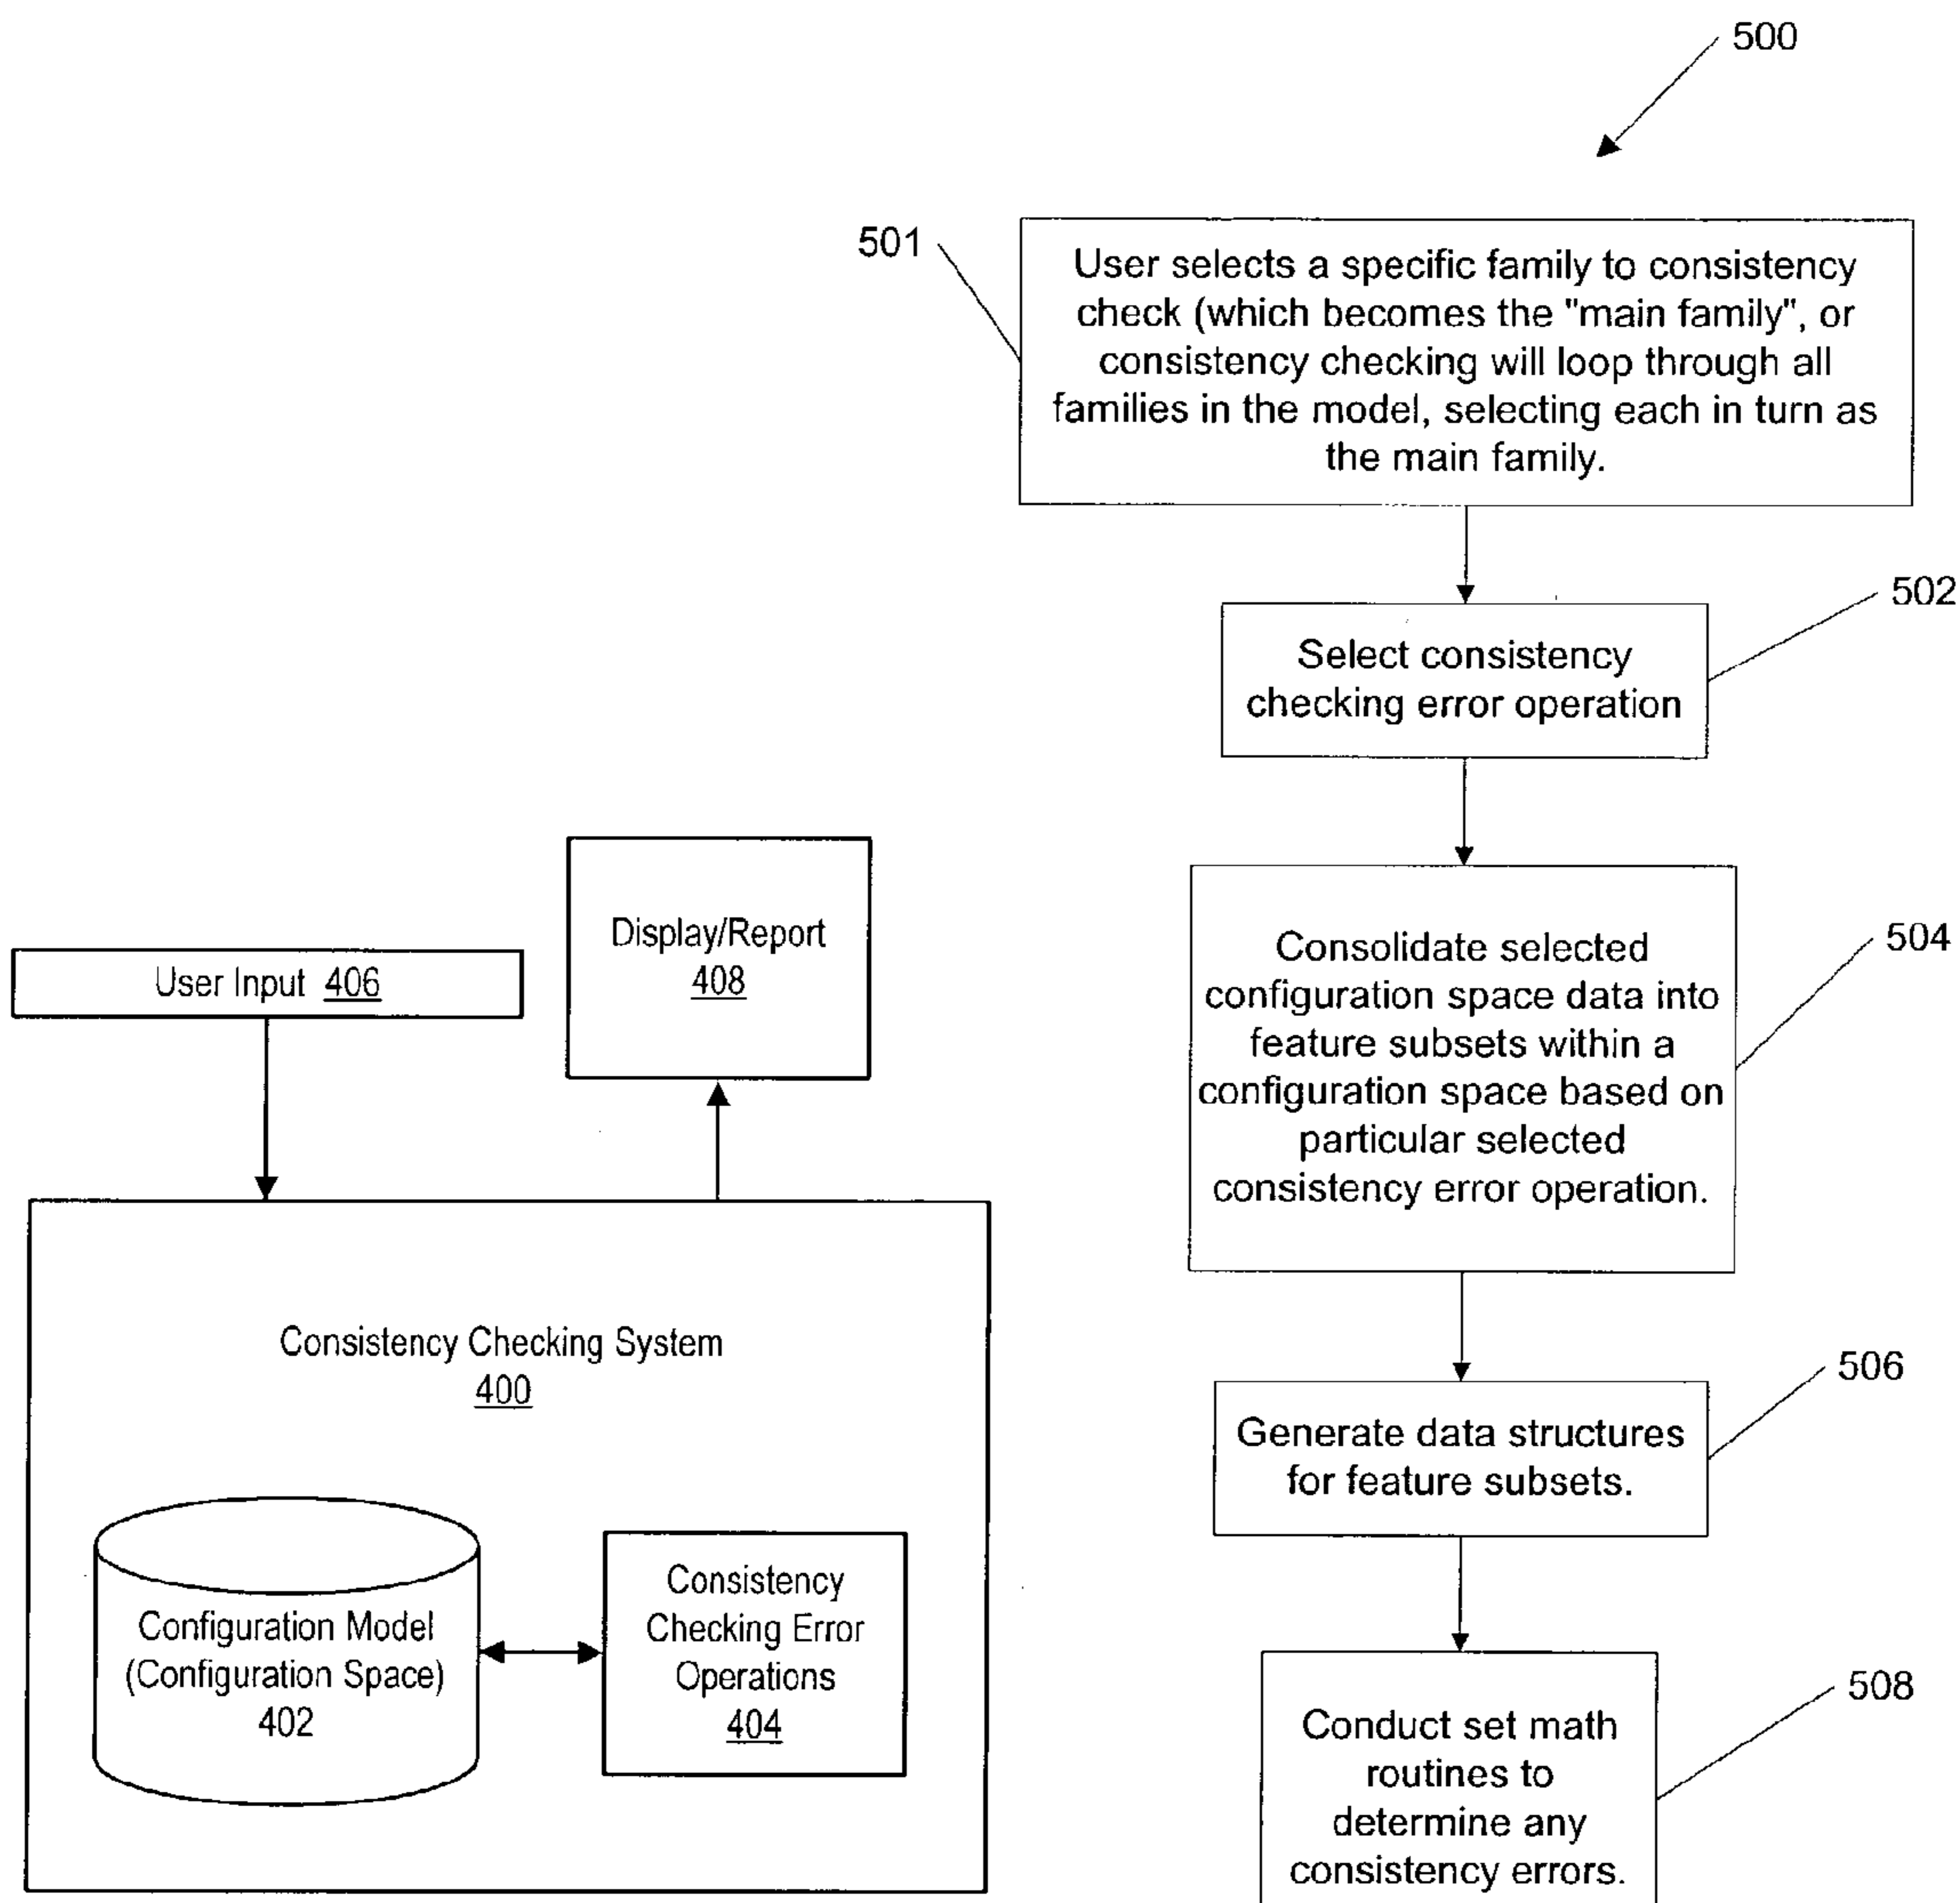 500
501
User selects a specific family to consistency
check (which becomes the "main family", or
consistency checking will loop through all
families in the model, selecting each in turn as
the main family.
502
Select consistency
checking error operation
504
Consolidate selected
configuration space data into
feature subsets within a
configuration space based on
particular selected
consistency error operation.
506
Generate data structures
for feature subsets.
508
Conduct set math
routines to
determine any
consistency errors.
User Input 406
Display/Report
408
Consistency Checking System
400
Configuration Model
(Configuration Space)
402
Consistency
Checking Error
Operations
404